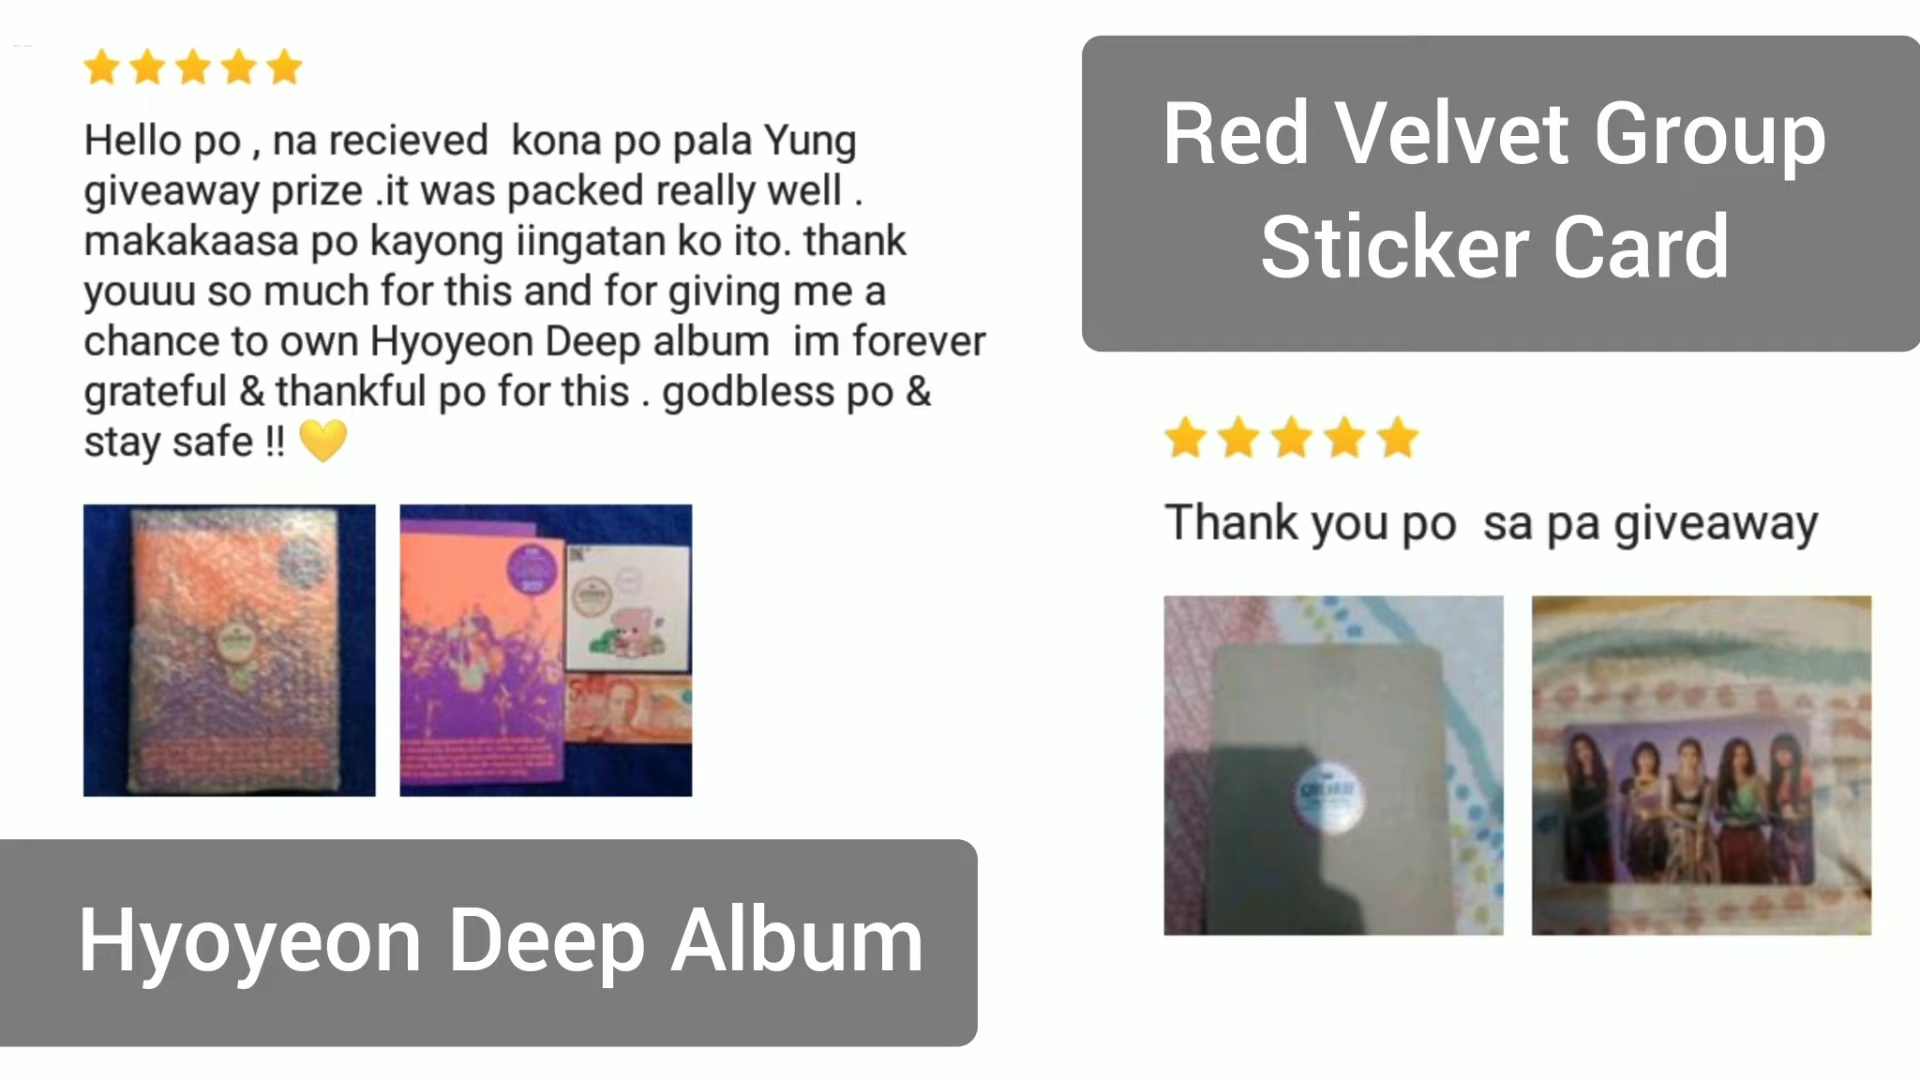 Hello po , na recieved  kona po pala Yung
giveaway prize .it was packed really well .
makakaasa po kayong iingatan ko ito. thank
youuu so much for this and for giving me a
chance to own Hyoyeon Deep album  im forever
grateful & thankful po for this . godbless po &
stay safe !! 💛
Hyoyeon Deep Album
Red Velvet Group
Sticker Card
Thank you po  sa pa giveaway